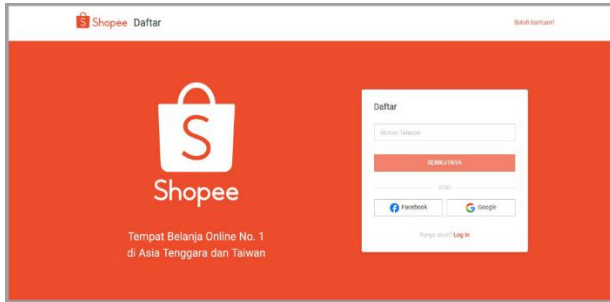 Shopee Daftar
Butuh Bantuan?
S
Shopee
Tempat Belanja Online No. 1
di Asia Tenggara dan Taiwan
Daftar
Nomor Telepon
BERIKUTNYA
ATAU
Facebook
Google
Punya akun? Log in